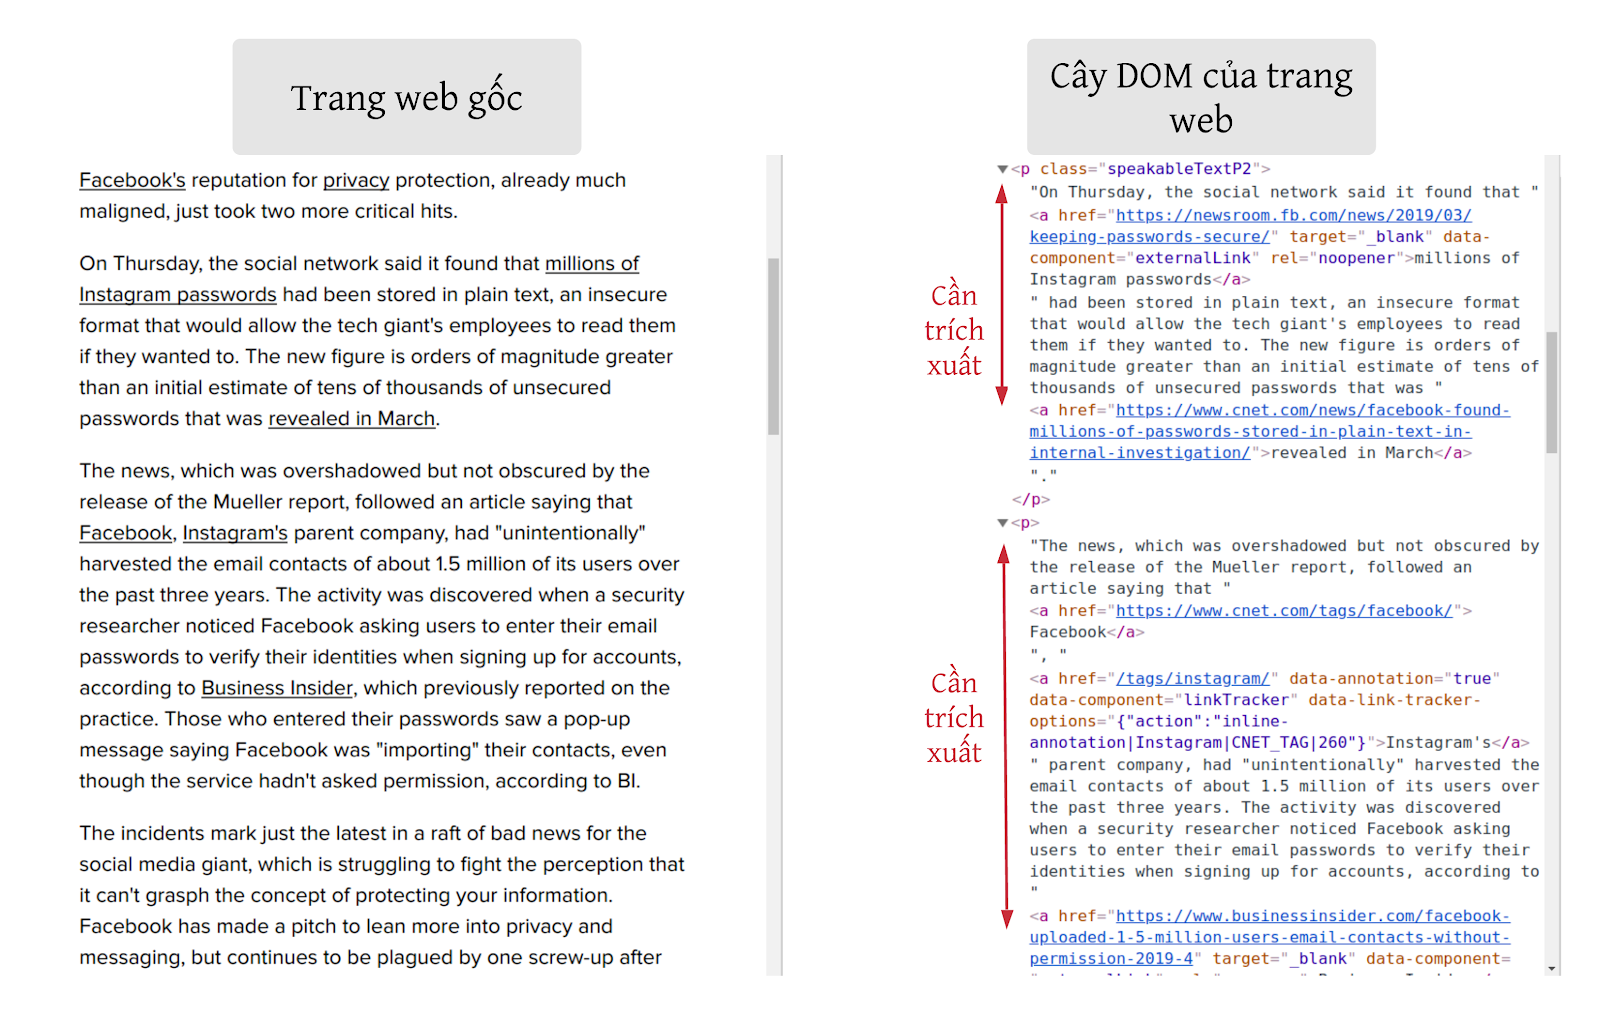 Trang web gốc
Facebook's reputation for privacy protection, already much
maligned, just took two more critical hits.
On Thursday, the social network said it found that millions of
Instagram passwords had been stored in plain text, an insecure
format that would allow the tech giant's employees to read them
if they wanted to. The new figure is orders of magnitude greater
than an initial estimate of tens of thousands of unsecured
passwords that was revealed in March.
The news, which was overshadowed but not obscured by the
release of the Mueller report, followed an article saying that
Facebook, Instagram's parent company, had "unintentionally"
harvested the email contacts of about 1.5 million of its users over
the past three years. The activity was discovered when a security
researcher noticed Facebook asking users to enter their email
passwords to verify their identities when signing up for accounts,
according to Business Insider, which previously reported on the
practice. Those who entered their passwords saw a pop-up
message saying Facebook was "importing" their contacts, even
though the service hadn't asked permission, according to BI.
The incidents mark just the latest in a raft of bad news for the
social media giant, which is struggling to fight the perception that
it can't grasph the concept of protecting your information.
Facebook has made a pitch to lean more into privacy and
messaging, but continues to be plagued by one screw-up after
Cây DOM của trang
web
<p class="speakableTextP2">
"On Thursday, the social network said it found that "
<a href="https://newsroom.fb.com/news/2019/03/
keeping-passwords-secure/" target="_blank" data-
component="externalLink" rel="noopener">millions of
Instagram passwords</a>
" had been stored in plain text, an insecure format
that would allow the tech giant's employees to read
them if they wanted to. The new figure is orders of
magnitude greater than an initial estimate of tens of
thousands of unsecured passwords that was "
<a href="https://www.cnet.com/news/facebook-found-
millions-of-passwords-stored-in-plain-text-in-
internal-investigation/">revealed in March</a>
"."
</p>
Cần
trích
xuất
<p>
"The news, which was overshadowed but not obscured by
the release of the Mueller report, followed an
article saying that "
<a href="https://www.cnet.com/tags/facebook/">
Facebook</a>
", "
<a href="/tags/instagram/" data-annotation="true"
data-component="linkTracker" data-link-tracker-
options="{"action":"inline-
annotation|Instagram|CNET_TAG|260"}">Instagram's</a>
" parent company, had "unintentionally" harvested the
email contacts of about 1.5 million of its users over
the past three years. The activity was discovered
when a security researcher noticed Facebook asking
users to enter their email passwords to verify their
identities when signing up for accounts, according to
"
<a href="https://www.businessinsider.com/facebook-
uploaded-1-5-million-users-email-contacts-without-
permission-2019-4" target="_blank" data-component=
Cần
trích
xuất